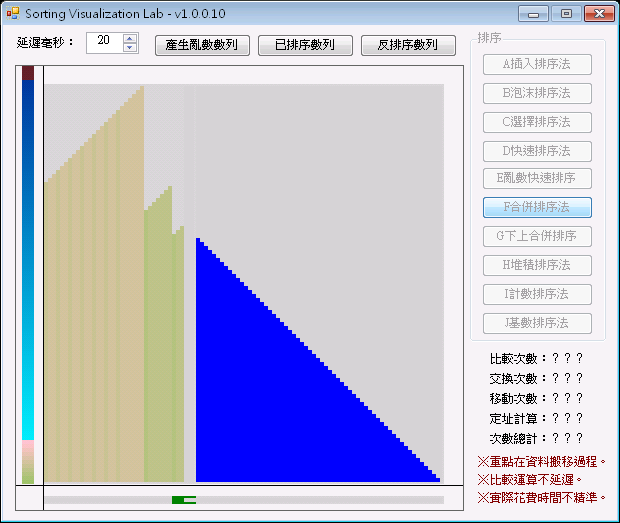 Sorting Visualization Lab - v1.0.0.10
延遲毫秒： 20 產生亂數數列 已排序數列 反排序數列
排序
A插入排序法
B泡沫排序法
C選擇排序法
D快速排序法
E亂數快速排序
F合併排序法
G下上合併排序
H堆積排序法
I計數排序法
J基數排序法
比較次數：？？？
交換次數：？？？
移動次數：？？？
定址計算：？？？
次數總計：？？？
※重點在資料搬移過程。
※比較運算不延遲。
※實際花費時間不精準。